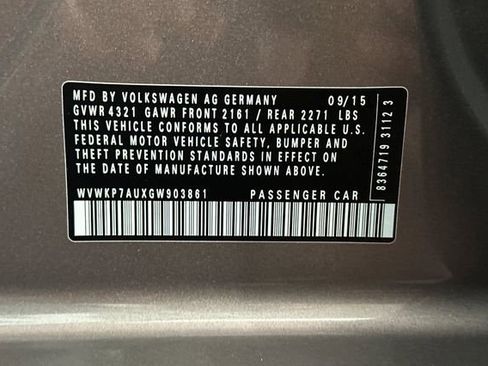 MFD BY VOLKSWAGEN AG GERMANY 09/15
GVWR 4321 GAWR FRONT 2161 / REAR 2271 LBS
THIS VEHICLE CONFORMS TO ALL APPLICABLE U.S.
FEDERAL MOTOR VEHICLE SAFETY, BUMPER AND
THEFT PREVENTION STANDARDS IN EFFECT ON
THE DATE OF MANUFACTURE SHOWN ABOVE.
WVWKP7AUXGW903861 PASSENGER CAR
8364719 3112 3